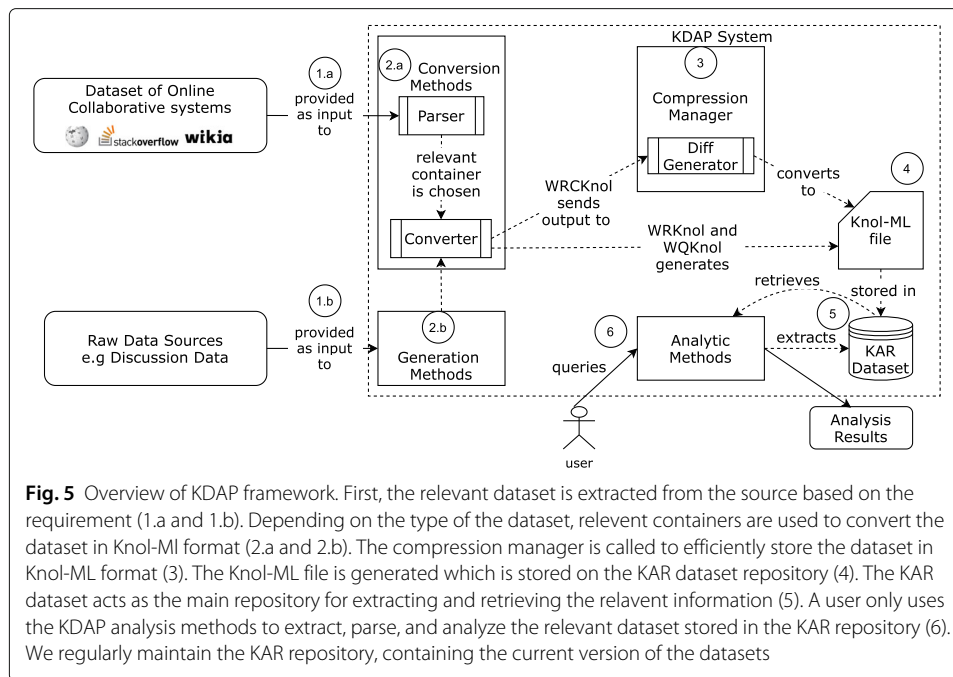 KDAP System
Dataset of Online
Collaborative systems
stackoverflow wikia
1.a
provided
as input
to
2.a
Conversion
Methods
Parser
relevant
container
is chosen
Converter
WRCKnol
sends
output to
3
Compression
Manager
Diff
Generator
converts
to
4
Knol-ML
file
WRKnol and
WQKnol
generates
stored in
retrieves
5
KAR
Dataset
extracts
Raw Data Sources
e.g Discussion Data
1.b
provided
as input
to
2.b
Generation
Methods
6
queries
Analytic
Methods
user
Analysis
Results
Fig. 5 Overview of KDAP framework. First, the relevant dataset is extracted from the source based on the
requirement (1.a and 1.b). Depending on the type of the dataset, relevent containers are used to convert the
dataset in Knol-Ml format (2.a and 2.b). The compression manager is called to efficiently store the dataset in
Knol-ML format (3). The Knol-ML file is generated which is stored on the KAR dataset repository (4). The KAR
dataset acts as the main repository for extracting and retrieving the relavent information (5). A user only uses
the KDAP analysis methods to extract, parse, and analyze the relevant dataset stored in the KAR repository (6).
We regularly maintain the KAR repository, containing the current version of the datasets